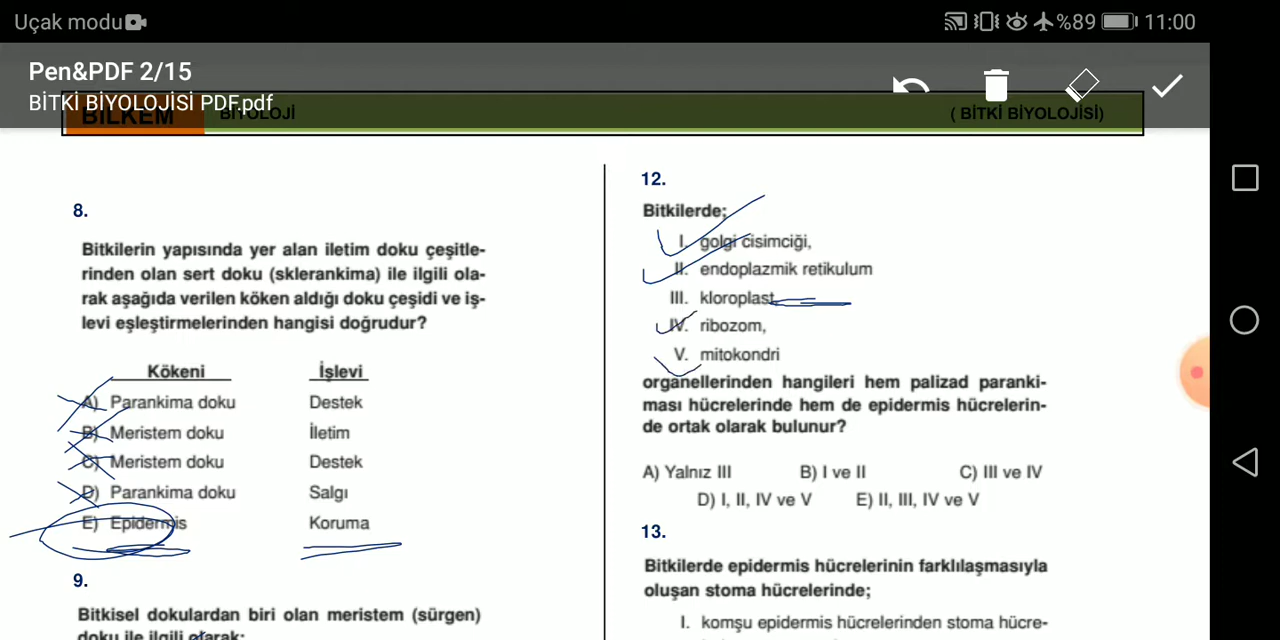 Uçak modu
%89 11:00
Pen&PDF 2/15
BİTKİ BİYOLOJİSİ PDF.pdf
BİLKEM BİYOLOJİ ( BİTKİ BİYOLOJİSİ)
8.
Bitkilerin yapısında yer alan iletim doku çeşitle-
rinden olan sert doku (sklerankima) ile ilgili ola-
rak aşağıda verilen köken aldığı doku çeşidi ve iş-
levi eşleştirmelerinden hangisi doğrudur?
Kökeni İşlevi
A) Parankima doku Destek
B) Meristem doku İletim
C) Meristem doku Destek
D) Parankima doku Salgı
E) Epidermis Koruma
9.
Bitkisel dokulardan biri olan meristem (sürgen)
doku ile ilgili olarak;
12.
Bitkilerde;
I. golgi cisimciği,
II. endoplazmik retikulum
III. kloroplast
IV. ribozom,
V. mitokondri
organellerinden hangileri hem palizad paranki-
ması hücrelerinde hem de epidermis hücrelerin-
de ortak olarak bulunur?
A) Yalnız III B) I ve II C) III ve IV
D) I, II, IV ve V E) II, III, IV ve V
13.
Bitkilerde epidermis hücrelerinin farklılaşmasıyla
oluşan stoma hücrelerinde;
I. komşu epidermis hücrelerinden stoma hücre-